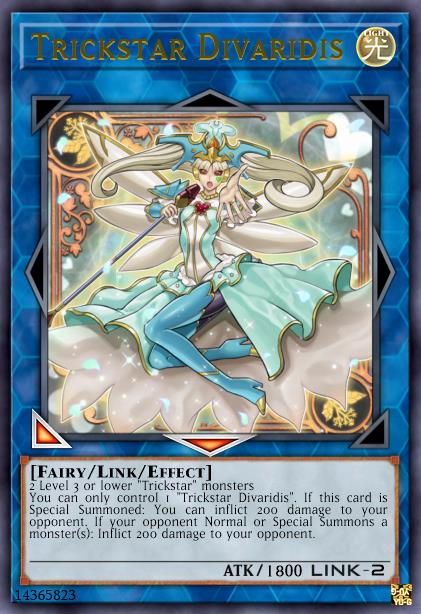 Trickstar Divaridis
LIGHT
光
[Fairy/Link/Effect]
2 Level 3 or lower "Trickstar" monsters
You can only control 1 "Trickstar Divaridis". If this card is
Special Summoned: You can inflict 200 damage to your
opponent. If your opponent Normal or Special Summons a
monster(s): Inflict 200 damage to your opponent.
ATK/1800 LINK-2
14365823